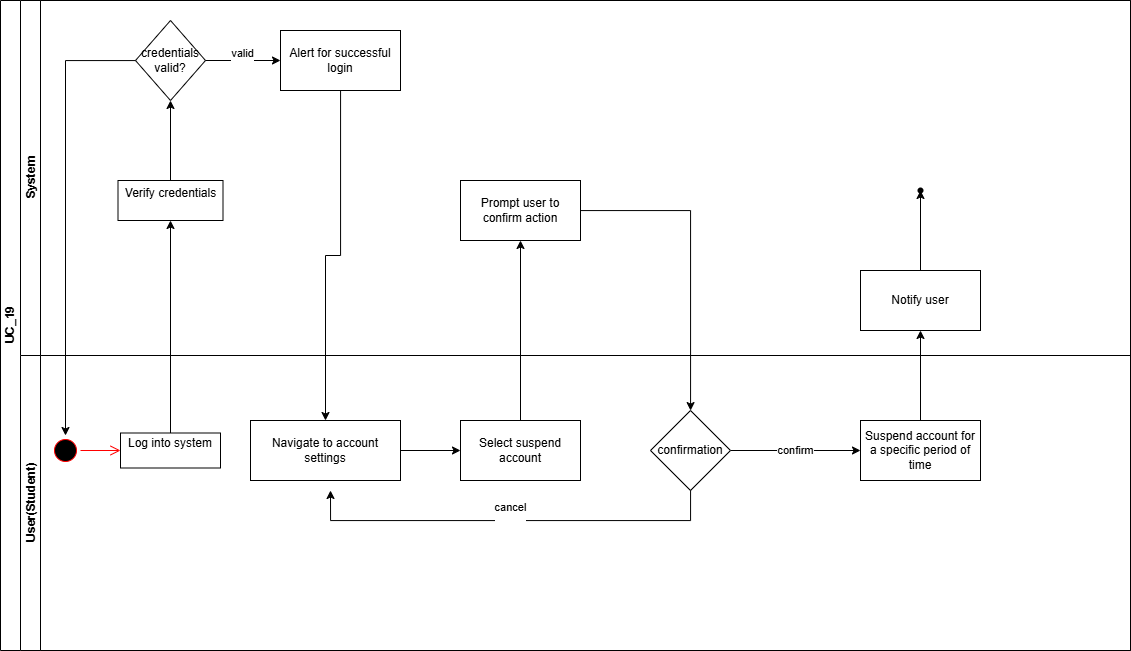 UC_19
System
credentials
valid?
valid
Alert for successful
login
Verify credentials
Prompt user to
confirm action
Notify user
User(Student)
Log into system
Navigate to account
settings
Select suspend
account
confirmation
confirm
Suspend account for
a specific period of
time
cancel